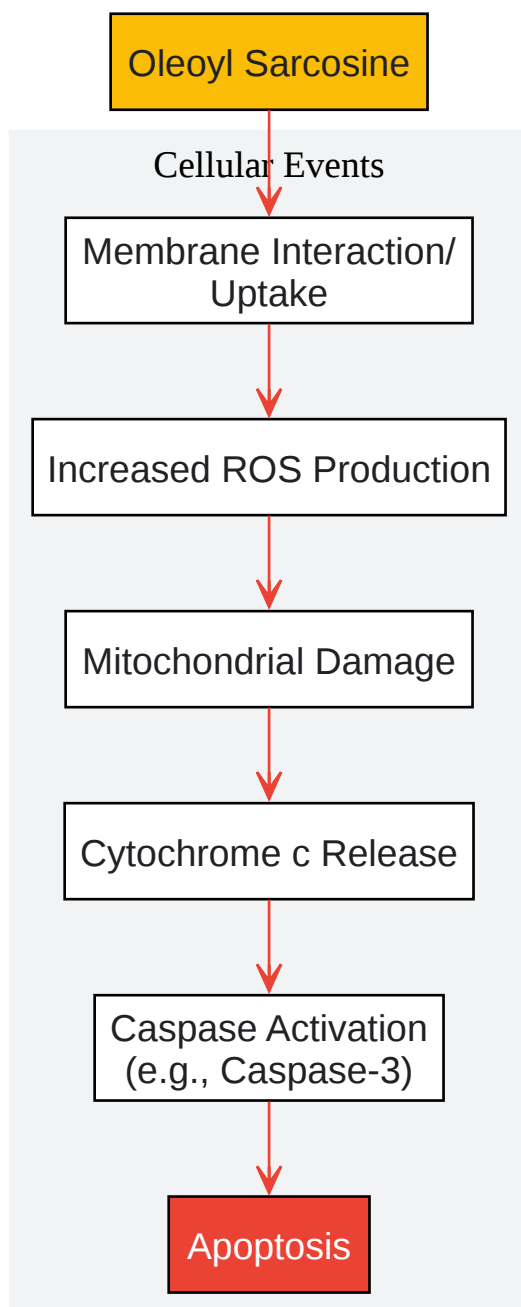 Oleoyl Sarcosine
Cellular Events
Membrane Interaction/
Uptake
Increased ROS Production
Mitochondrial Damage
Cytochrome c Release
Caspase Activation
(e.g., Caspase-3)
Apoptosis